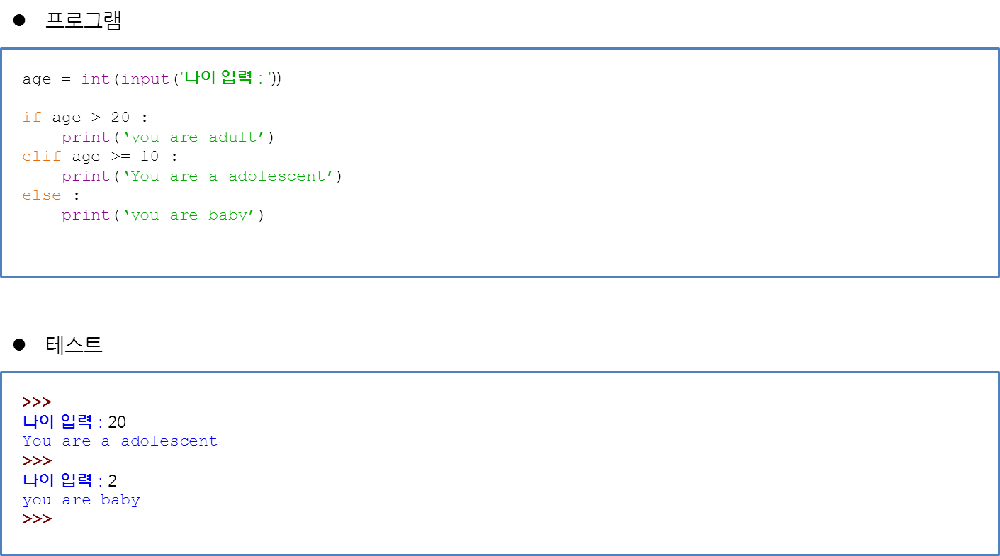 ● 프로그램
age = int(input(‘나이 입력 : '))
if age > 20 :
    print(‘you are adult’)
elif age >= 10 :
    print(‘You are a adolescent’)
else :
    print(‘you are baby’)
● 테스트
>>>
나이 입력 : 20
You are a adolescent
>>>
나이 입력 : 2
you are baby
>>>